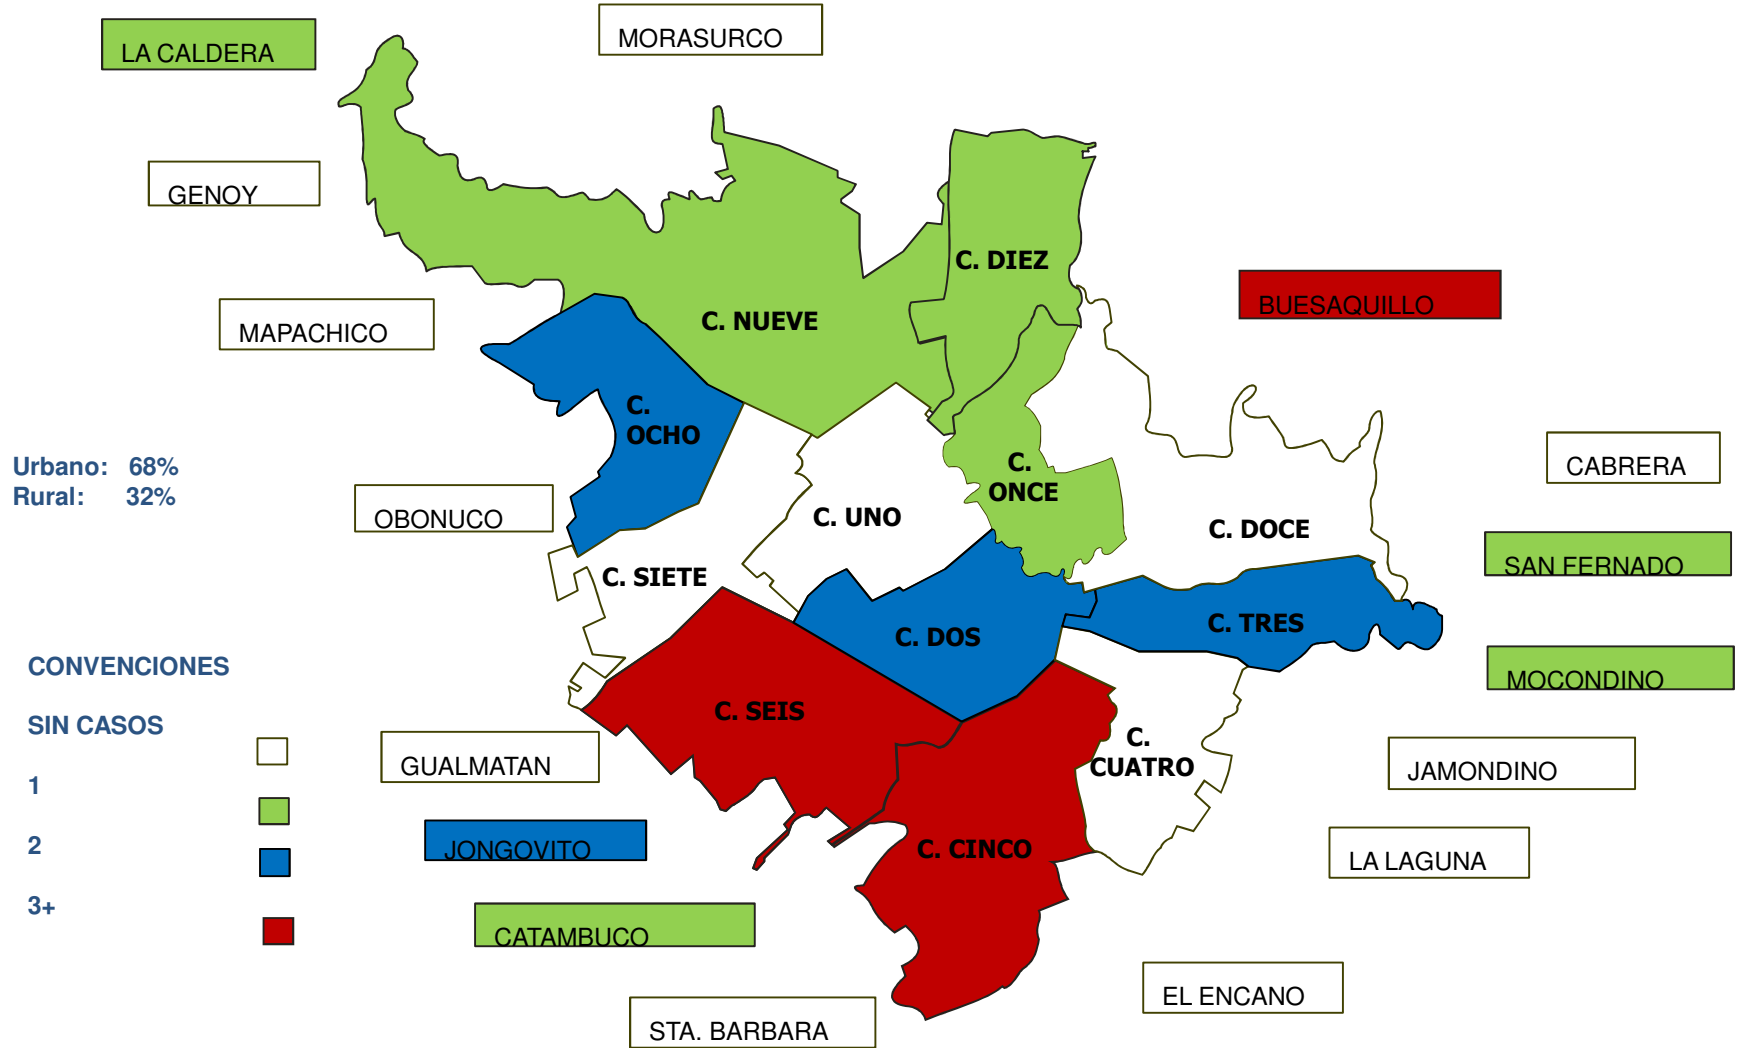 LA CALDERA
MORASURCO
GENOY
C. DIEZ
BUESAQUILLO
MAPACHICO
C. NUEVE
C.
OCHO
CABRERA
Urbano: 68%
Rural: 32%
C.
ONCE
OBONUCO
C. UNO
C. DOCE
SAN FERNADO
C. SIETE
C. DOS
C. TRES
CONVENCIONES
MOCONDINO
SIN CASOS
C. SEIS
C.
CUATRO
GUALMATAN
JAMONDINO
1
2
JONGOVITO
C. CINCO
LA LAGUNA
3+
CATAMBUCO
EL ENCANO
STA. BARBARA